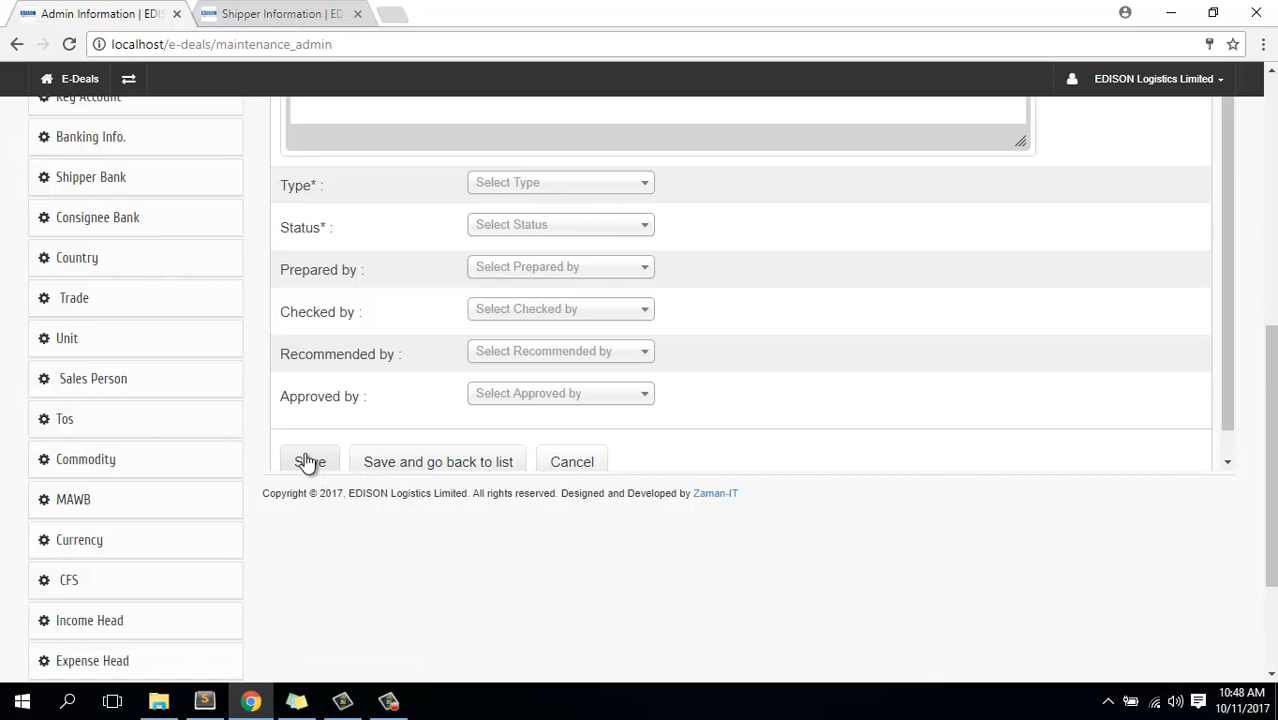 Admin Information | EDIS
Shipper Information | ED
localhost/e-deals/maintenance_admin
E-Deals
EDISON Logistics Limited
Key Account
Banking Info.
Shipper Bank
Consignee Bank
Country
Trade
Unit
Sales Person
Tos
Commodity
MAWB
Currency
CFS
Income Head
Expense Head
Type* :
Select Type
Status* :
Select Status
Prepared by :
Select Prepared by
Checked by :
Select Checked by
Recommended by :
Select Recommended by
Approved by :
Select Approved by
Save
Save and go back to list
Cancel
Copyright © 2017, EDISON Logistics Limited. All rights reserved. Designed and Developed by Zaman-IT
10:48 AM
10/11/2017